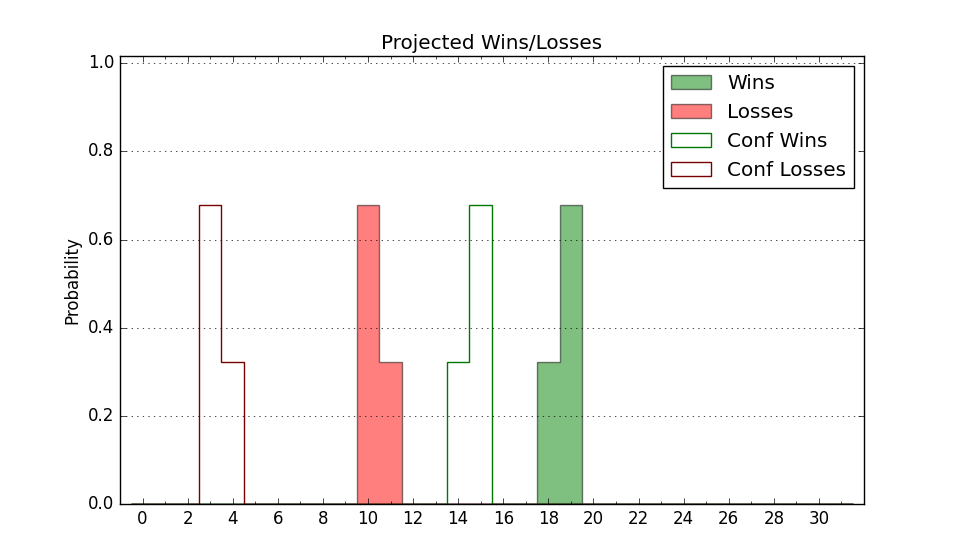 Projected Wins/Losses
1.0
0.8
0.6
0.4
0.2
0.0
Probability
Wins
Losses
Conf Wins
Conf Losses
0 2 4 6 8 10 12 14 16 18 20 22 24 26 28 30